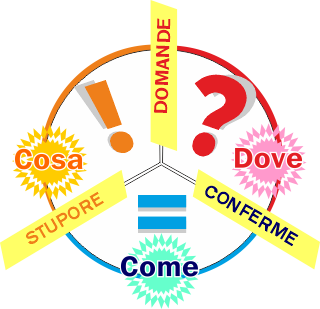 DOMANDE
! ?
Cosa
Dove
STUPORE
CONFERME
=
Come